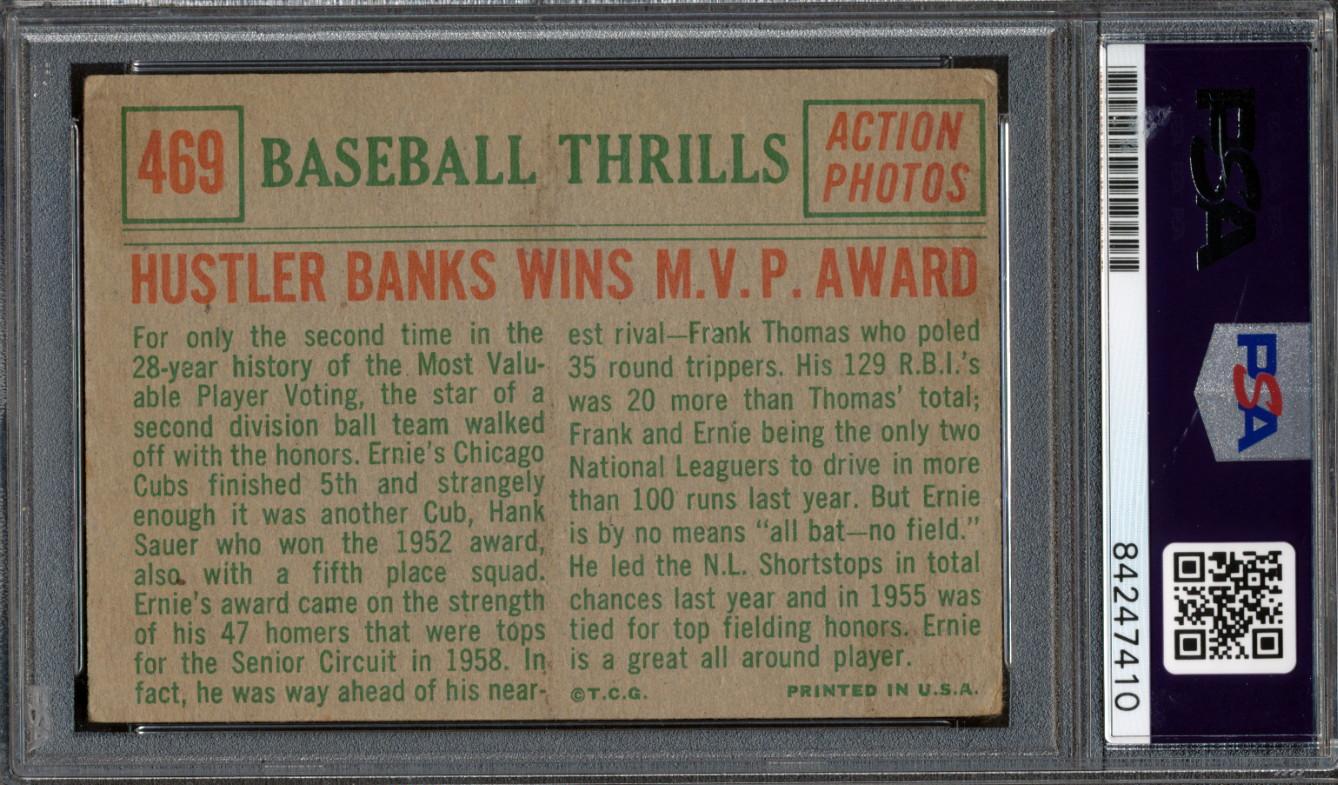 469
BASEBALL THRILLS
ACTION
PHOTOS
HUSTLER BANKS WINS M.V.P. AWARD
For only the second time in the
28-year history of the Most Valu-
able Player Voting, the star of a
second division ball team walked
off with the honors. Ernie's Chicago
Cubs finished 5th and strangely
enough it was another Cub, Hank
Sauer who won the 1952 award,
also with a fifth place squad.
Ernie's award came on the strength
of his 47 homers that were tops
for the Senior Circuit in 1958. In
fact, he was way ahead of his near-
est rival—Frank Thomas who poled
35 round trippers. His 129 R.B.I.'s
was 20 more than Thomas' total;
Frank and Ernie being the only two
National Leaguers to drive in more
than 100 runs last year. But Ernie
is by no means "all bat—no field."
He led the N.L. Shortstops in total
chances last year and in 1955 was
tied for top fielding honors. Ernie
is a great all around player.
©T.C.G.
PRINTED IN U.S.A.
PSA
PSA
84247410